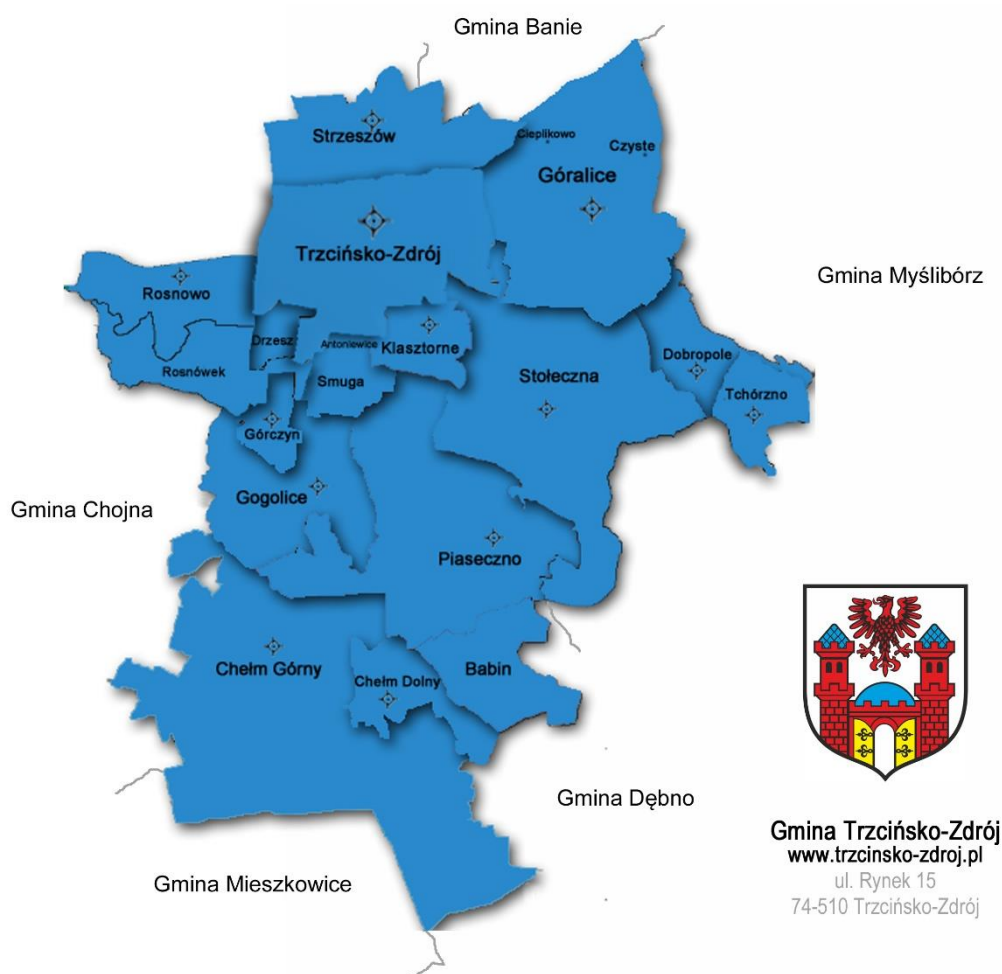 Gmina Banie
Strzeszów
Cieplikowo
Czyste
Góralice
Trzcińsko-Zdrój
Gmina Myślibórz
Rosnowo
Drzesz
Antoniewice
Klasztorne
Rosnówek
Smuga
Stołeczna
Dobropole
Tchórzno
Górczyn
Gogolice
Gmina Chojna
Piaseczno
Chełm Górny
Chełm Dolny
Babin
Gmina Dębno
Gmina Mieszkowice
Gmina Trzcińsko-Zdrój
www.trzcinsko-zdroj.pl
ul. Rynek 15
74-510 Trzcińsko-Zdrój